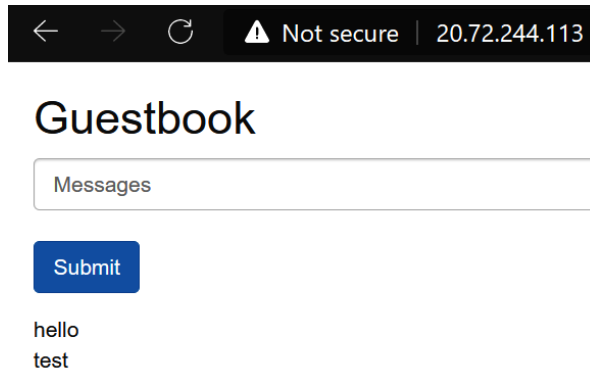 Not secure | 20.72.244.113
Guestbook
Messages
Submit
hello
test